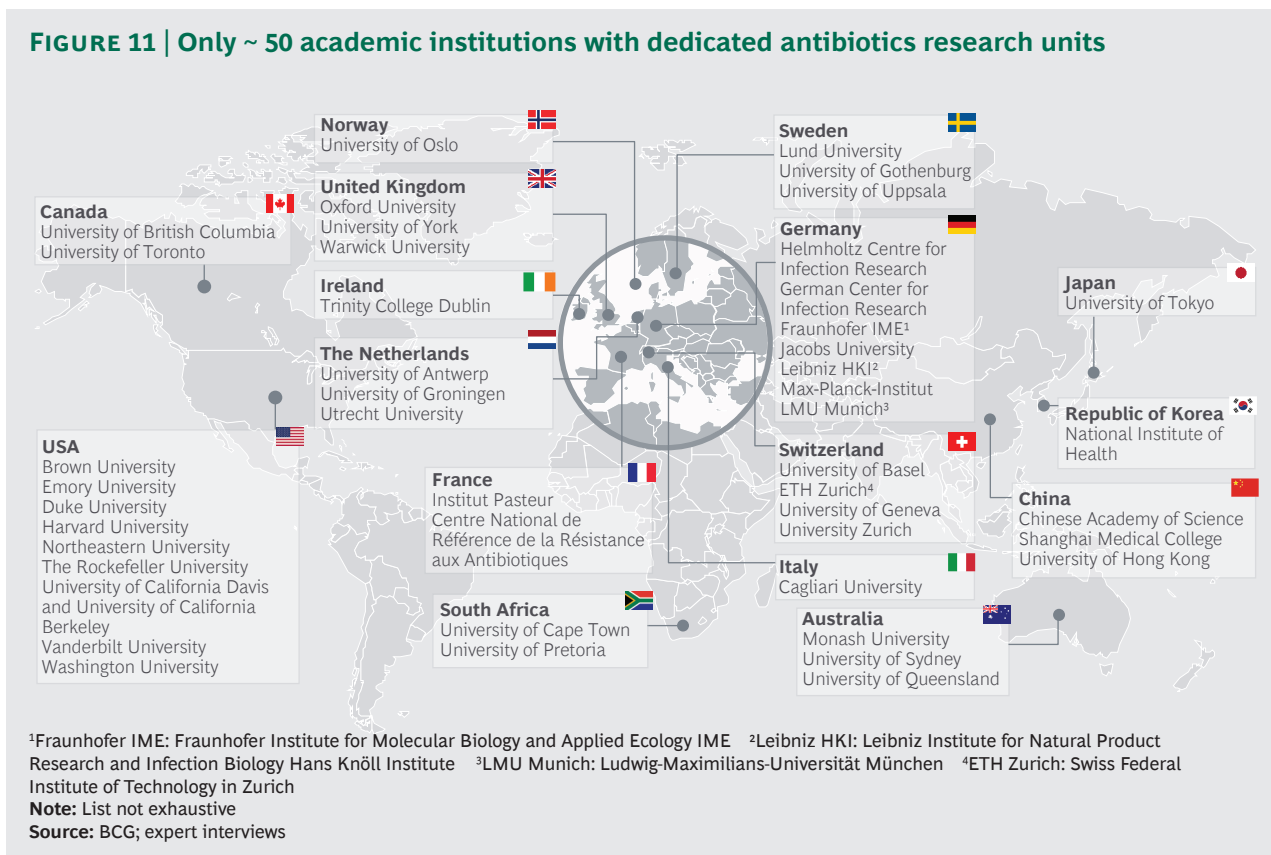 FIGURE 11 | Only ~ 50 academic institutions with dedicated antibiotics research units
Norway
University of Oslo
United Kingdom
Oxford University
University of York
Warwick University
Canada
University of British Columbia
University of Toronto
Ireland
Trinity College Dublin
The Netherlands
University of Antwerp
University of Groningen
Utrecht University
USA
Brown University
Emory University
Duke University
Harvard University
Northeastern University
The Rockefeller University
University of California Davis
and University of California
Berkeley
Vanderbilt University
Washington University
France
Institut Pasteur
Centre National de
Référence de la Résistance
aux Antibiotiques
South Africa
University of Cape Town
University of Pretoria
Sweden
Lund University
University of Gothenburg
University of Uppsala
Germany
Helmholtz Centre for
Infection Research
German Center for
Infection Research
Fraunhofer IME¹
Jacobs University
Leibniz HKI²
Max-Planck-Institut
LMU Munich³
Switzerland
University of Basel
ETH Zurich⁴
University of Geneva
University Zurich
Italy
Cagliari University
Australia
Monash University
University of Sydney
University of Queensland
Japan
University of Tokyo
Republic of Korea
National Institute of
Health
China
Chinese Academy of Science
Shanghai Medical College
University of Hong Kong
¹Fraunhofer IME: Fraunhofer Institute for Molecular Biology and Applied Ecology IME ²Leibniz HKI: Leibniz Institute for Natural Product
Research and Infection Biology Hans Knöll Institute ³LMU Munich: Ludwig-Maximilians-Universität München ⁴ETH Zurich: Swiss Federal
Institute of Technology in Zurich
Note: List not exhaustive
Source: BCG; expert interviews